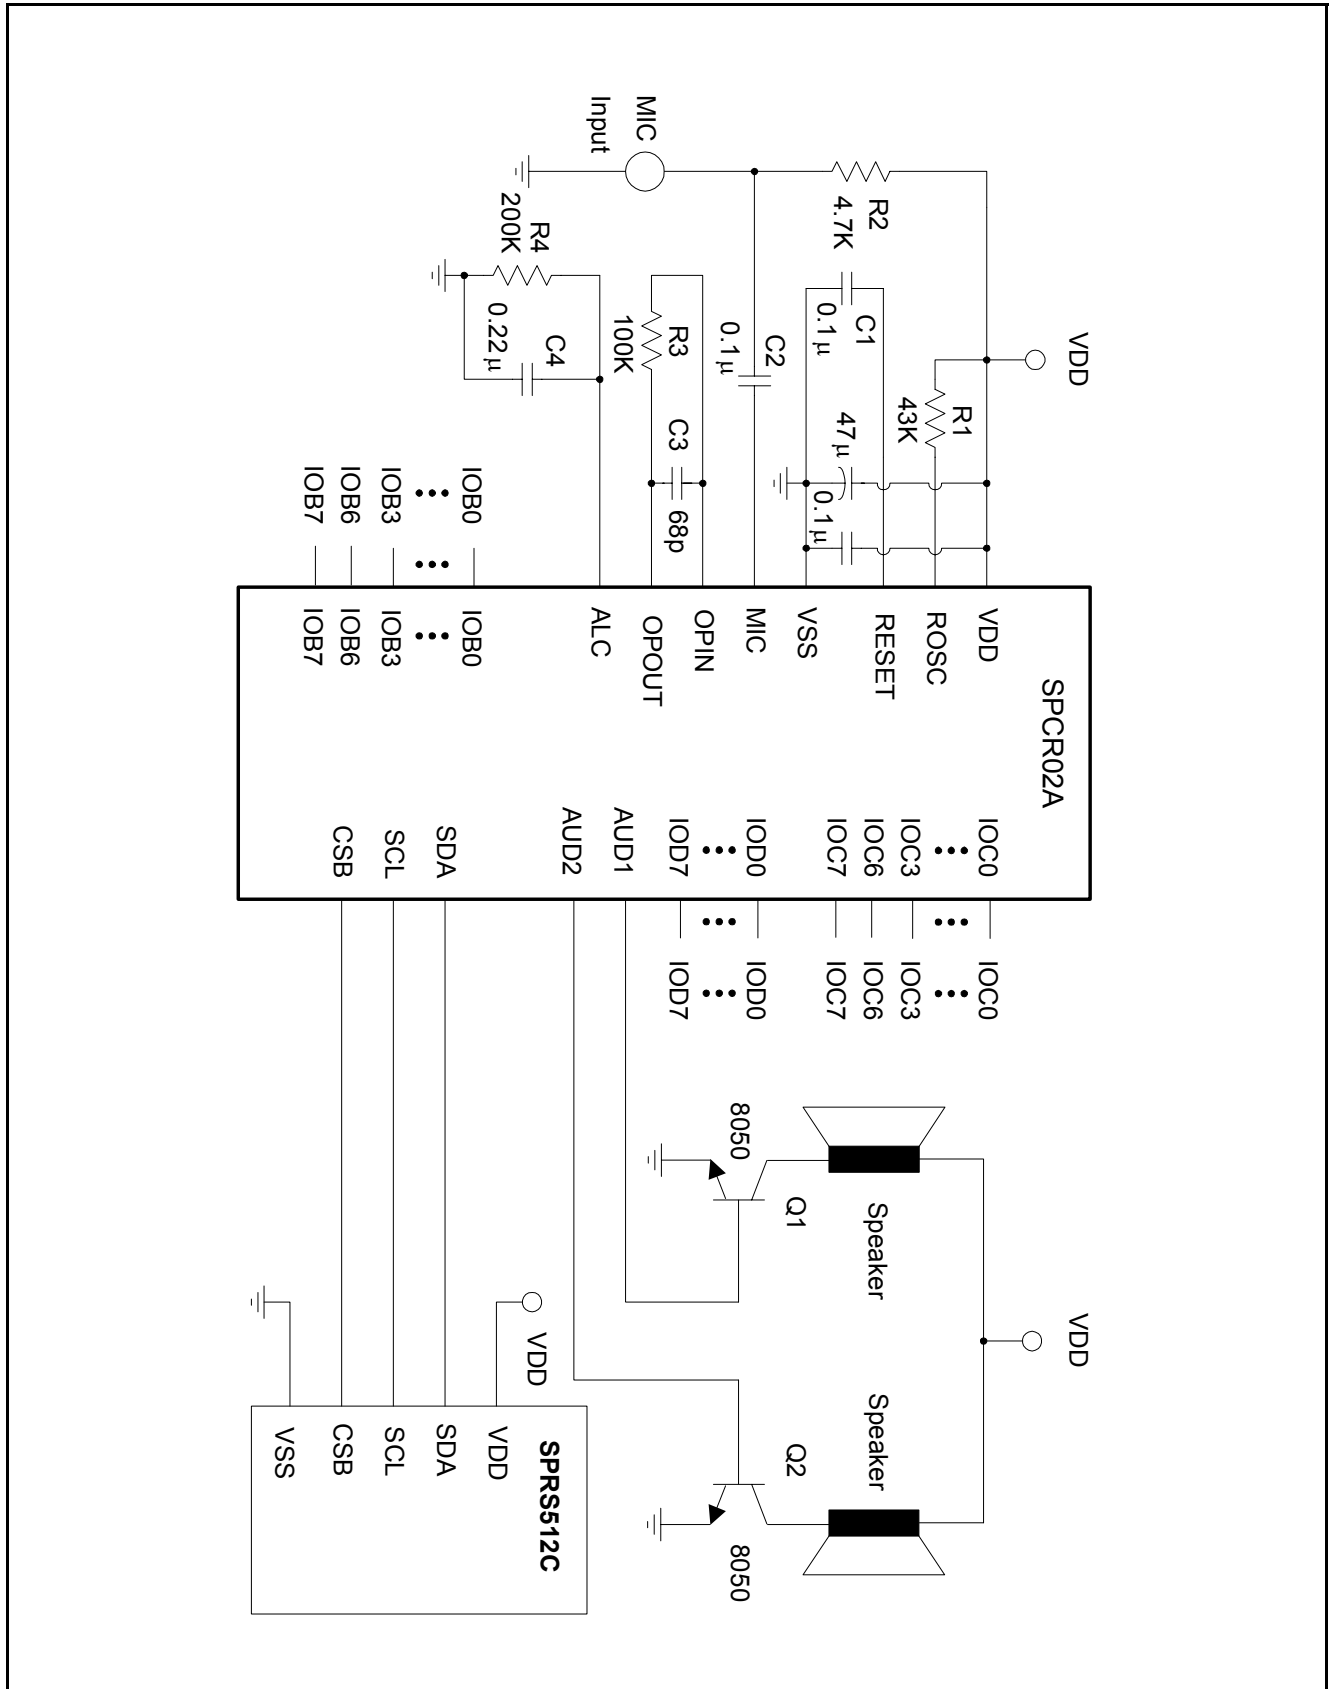 VDD
R1
43K
R2
4.7K
C1
0.1μ
47μ
0.1μ
MIC
Input
C2
0.1μ
R3
100K
C3
68p
R4
200K
C4
0.22μ
IOB0
•••
IOB3
IOB6
IOB7
SPCR02A
VDD
ROSC
RESET
VSS
MIC
OPIN
OPOUT
ALC
IOB0
•••
IOB3
IOB6
IOB7
IOC0
•••
IOC3
IOC6
IOC7
IOD0
•••
IOD7
AUD1
AUD2
SDA
SCL
CSB
IOC0
•••
IOC3
IOC6
IOC7
IOD0
•••
IOD7
VDD
Speaker
Q1
8050
Speaker
Q2
8050
VDD
SPRS512C
VDD
SDA
SCL
CSB
VSS